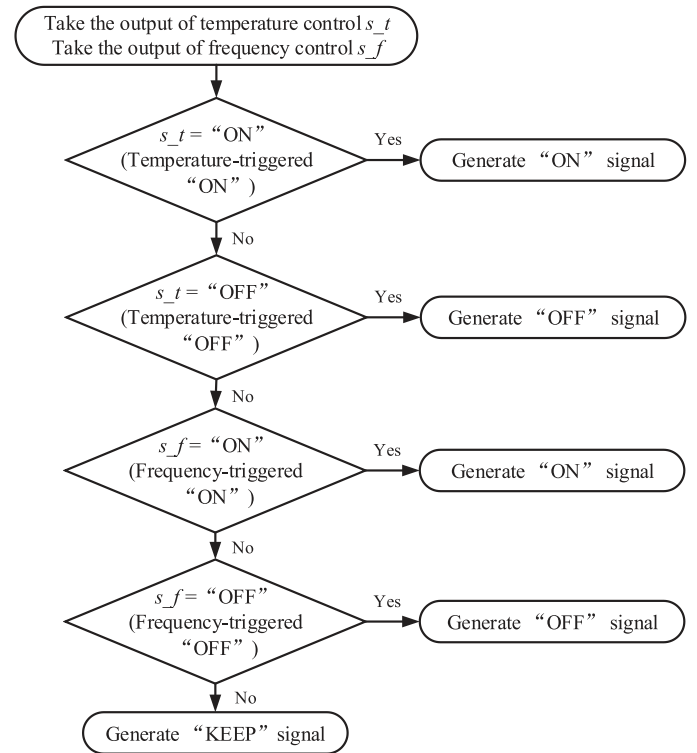 Take the output of temperature control s_t
Take the output of frequency control s_f
s_t = “ON”
(Temperature-triggered
“ON” )
Yes
Generate “ON” signal
No
s_t = “OFF”
(Temperature-triggered
“OFF” )
Yes
Generate “OFF” signal
No
s_f = “ON”
(Frequency-triggered
“ON” )
Yes
Generate “ON” signal
No
s_f = “OFF”
(Frequency-triggered
“OFF” )
Yes
Generate “OFF” signal
No
Generate “KEEP” signal